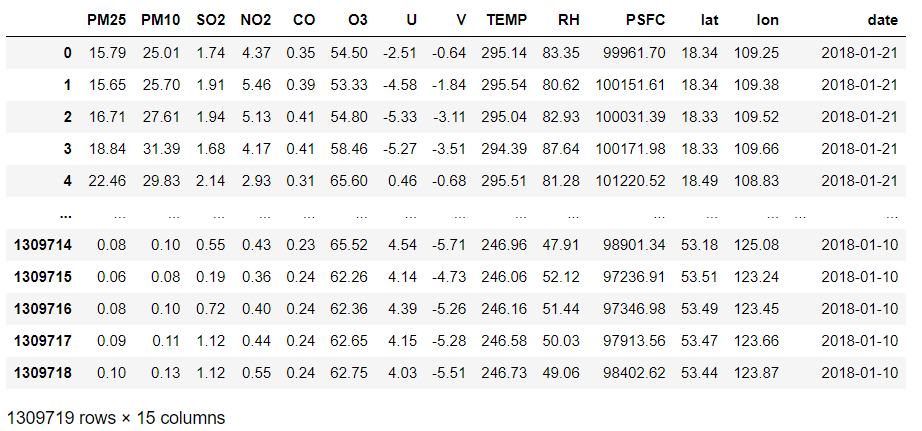 PM25 PM10 SO2 NO2 CO O3 U V TEMP RH PSFC lat lon date
0 15.79 25.01 1.74 4.37 0.35 54.50 -2.51 -0.64 295.14 83.35 99961.70 18.34 109.25 2018-01-21
1 15.65 25.70 1.91 5.46 0.39 53.33 -4.58 -1.84 295.54 80.62 100151.61 18.34 109.38 2018-01-21
2 16.71 27.61 1.94 5.13 0.41 54.80 -5.33 -3.11 295.04 82.93 100031.39 18.33 109.52 2018-01-21
3 18.84 31.39 1.68 4.17 0.41 58.46 -5.27 -3.51 294.39 87.64 100171.98 18.33 109.66 2018-01-21
4 22.46 29.83 2.14 2.93 0.31 65.60 0.46 -0.68 295.51 81.28 101220.52 18.49 108.83 2018-01-21
... ... ... ... ... ... ... ... ... ... ... ... ... ... ... ...
1309714 0.08 0.10 0.55 0.43 0.23 65.52 4.54 -5.71 246.96 47.91 98901.34 53.18 125.08 2018-01-10
1309715 0.06 0.08 0.19 0.36 0.24 62.26 4.14 -4.73 246.06 52.12 97236.91 53.51 123.24 2018-01-10
1309716 0.08 0.10 0.72 0.40 0.24 62.36 4.39 -5.26 246.16 51.44 97346.98 53.49 123.45 2018-01-10
1309717 0.09 0.11 1.12 0.44 0.24 62.65 4.15 -5.28 246.58 50.03 97913.56 53.47 123.66 2018-01-10
1309718 0.10 0.13 1.12 0.55 0.24 62.75 4.03 -5.51 246.73 49.06 98402.62 53.44 123.87 2018-01-10
1309719 rows × 15 columns